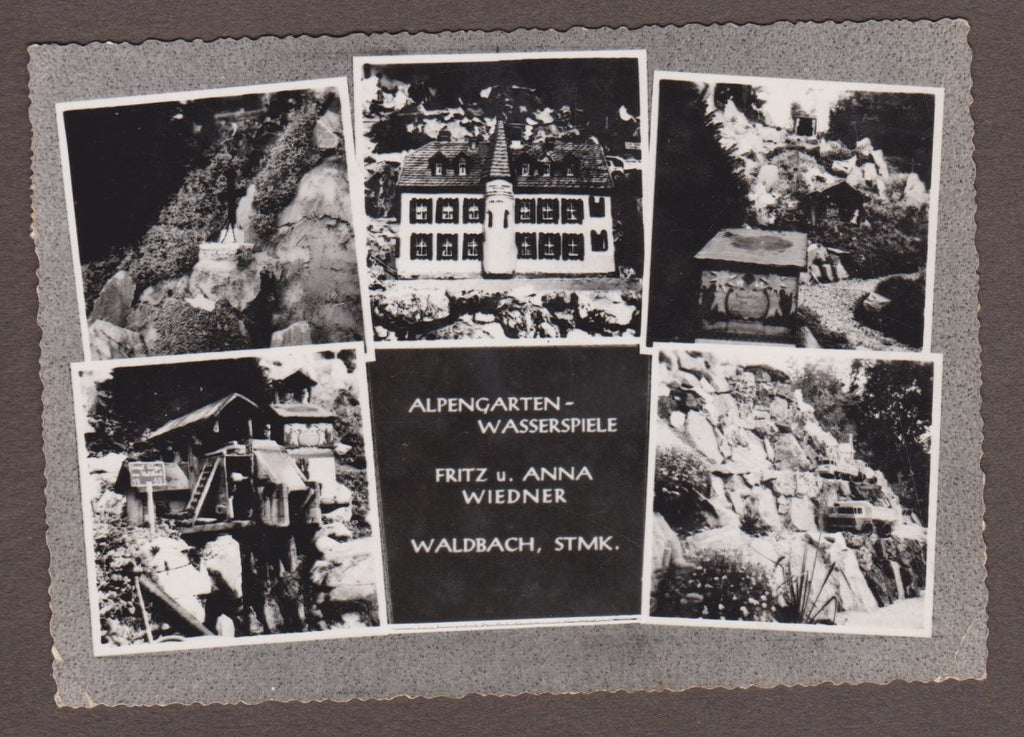 ALPENGARTEN-
WASSERSPIELE
FRITZ u. ANNA
WIEDNER
WALDBACH, STMK.